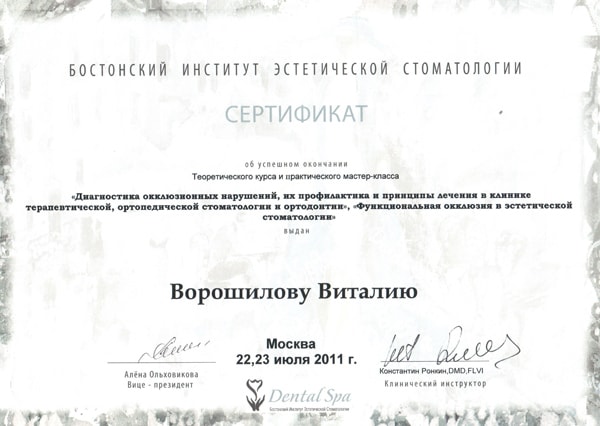 БОСТОНСКИЙ ИНСТИТУТ ЭСТЕТИЧЕСКОЙ СТОМАТОЛОГИИ
СЕРТИФИКАТ
об успешном окончании
Теоретического курса и практического мастер-класса
«Диагностика окклюзионных нарушений, их профилактика и принципы лечения в клинике
терапевтической, ортопедической стоматологии и ортодонтии», «Функциональная окклюзия в эстетической
стоматологии»
выдан
Ворошилову Виталию
Москва
22,23 июля 2011 г.
Алёна Ольховикова
Вице - президент
Константин Ронкин,DMD,FLVI
Клинический инструктор
Dental Spa
Бостонский Институт Эстетической Стоматологии